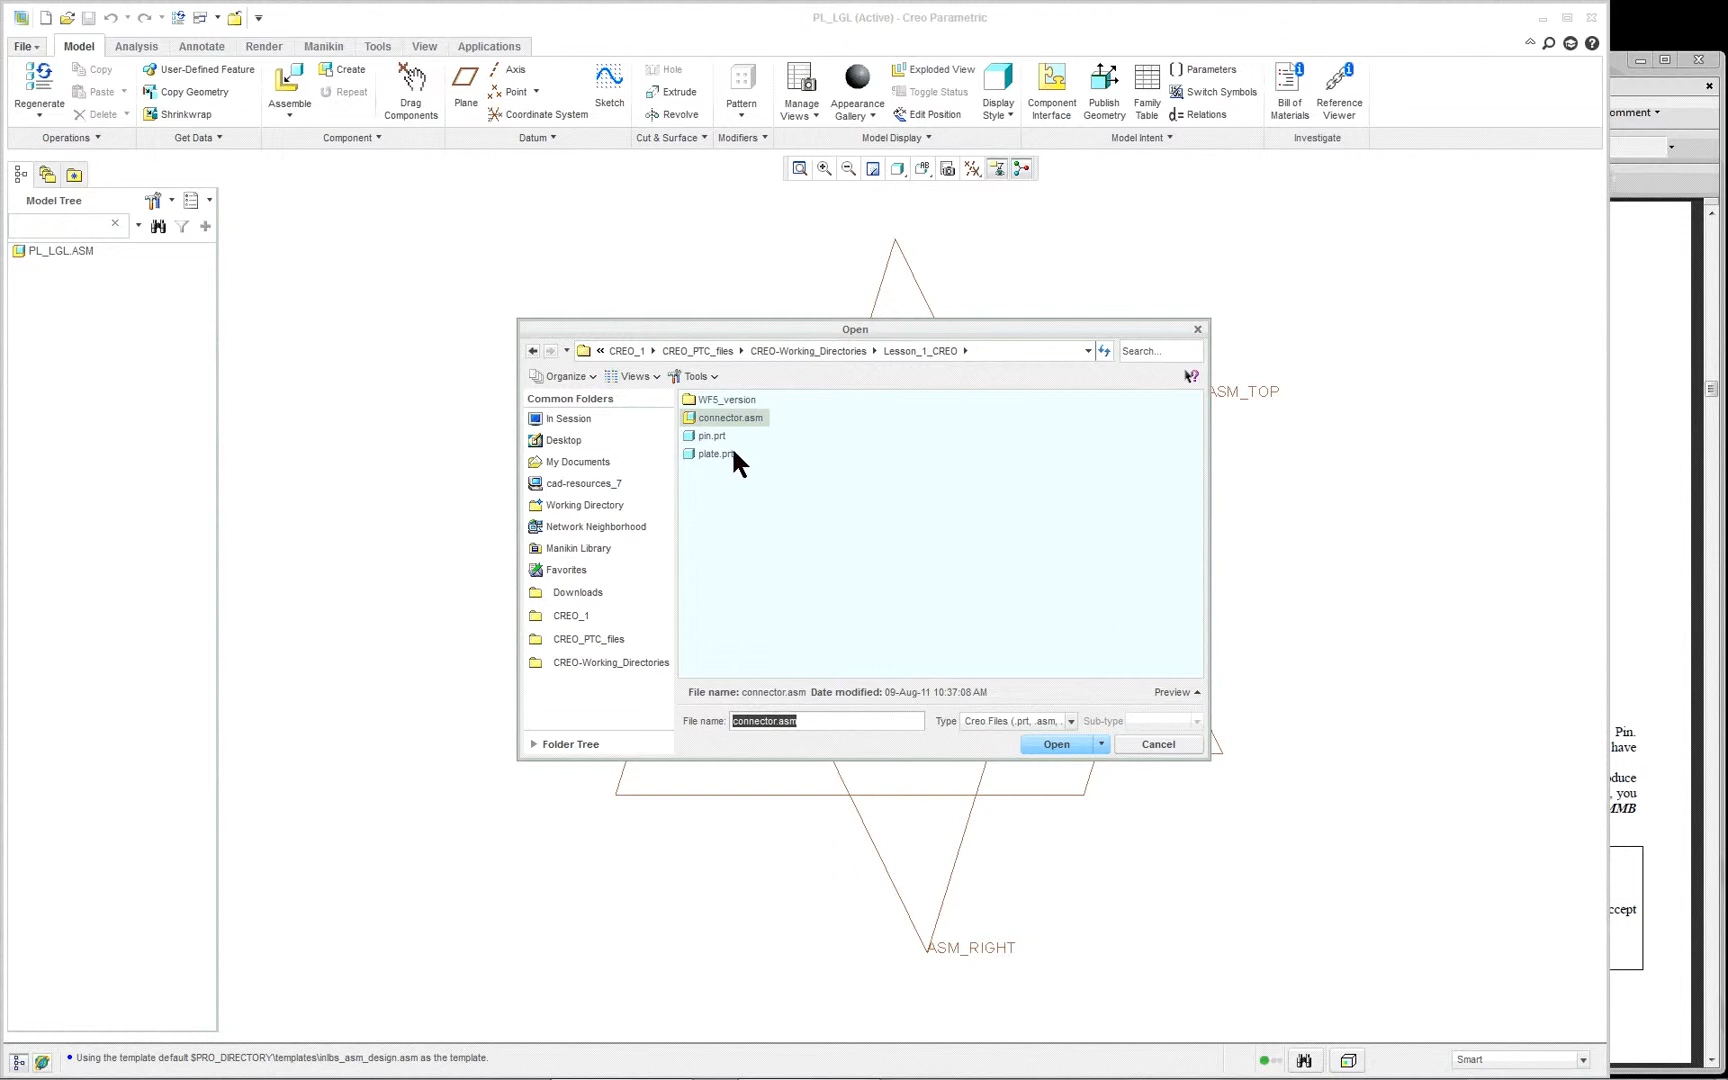 PL_LGL (Active) - Creo Parametric
File Model Analysis Annotate Render Manikin Tools View Applications
Regenerate
Copy
Paste
Delete
Operations
User-Defined Feature
Copy Geometry
Shrinkwrap
Get Data
Assemble
Create
Repeat
Drag
Components
Component
Plane
Axis
Point
Coordinate System
Sketch
Datum
Hole
Extrude
Revolve
Cut & Surface
Pattern
Modifiers
Manage
Views
Appearance
Gallery
Exploded View
Toggle Status
Edit Position
Display
Style
Model Display
Component
Interface
Publish
Geometry
Family
Table
Parameters
Switch Symbols
Relations
Model Intent
Bill of
Materials
Reference
Viewer
Investigate
omment
Model Tree
PL_LGL.ASM
Open
« CREO_1 CREO_PTC_files CREO-Working_Directories Lesson_1_CREO
Search...
Organize Views Tools
Common Folders
In Session
Desktop
My Documents
cad-resources_7
Working Directory
Network Neighborhood
Manikin Library
Favorites
Downloads
CREO_1
CREO_PTC_files
CREO-Working_Directories
Folder Tree
WF5_version
connector.asm
pin.prt
plate.prt
File name: connector.asm Date modified: 09-Aug-11 10:37:08 AM
Preview
File name: connector.asm
Type Creo Files (.prt, .asm, .
Sub-type
Open Cancel
ASM_TOP
ASM_RIGHT
Pin.
have
duce
, you
MMB
ccept
Using the template default $PRO_DIRECTORY\templates\inlbs_asm_design.asm as the template.
Smart